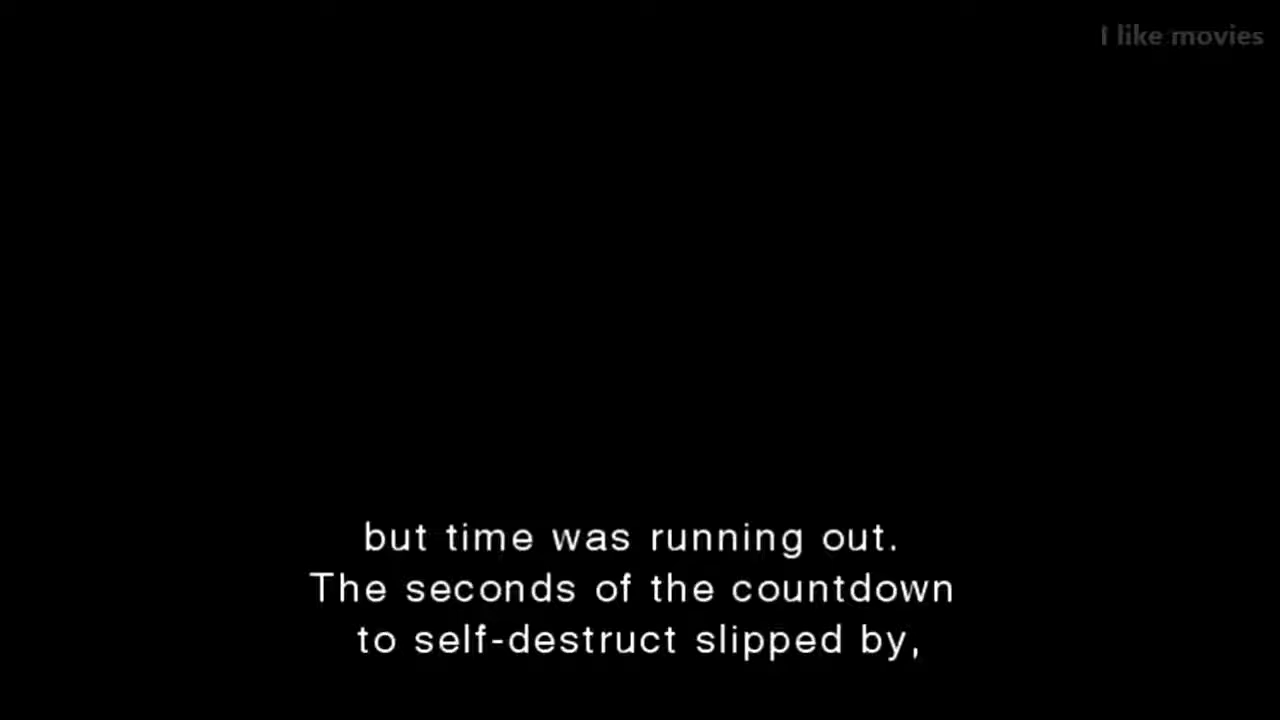 I like movies
but time was running out.
The seconds of the countdown
to self-destruct slipped by,